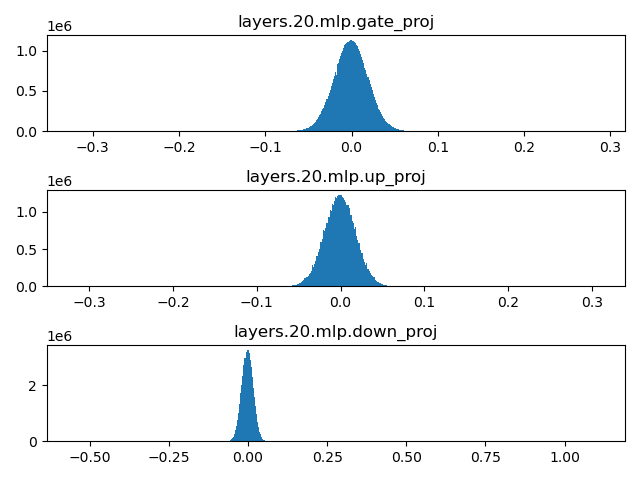 layers.20.mlp.gate_proj
1e6
1.0
0.5
0.0
−0.3 −0.2 −0.1 0.0 0.1 0.2 0.3
layers.20.mlp.up_proj
1e6
1.0
0.5
0.0
−0.3 −0.2 −0.1 0.0 0.1 0.2 0.3
layers.20.mlp.down_proj
1e6
2
0
−0.50 −0.25 0.00 0.25 0.50 0.75 1.00